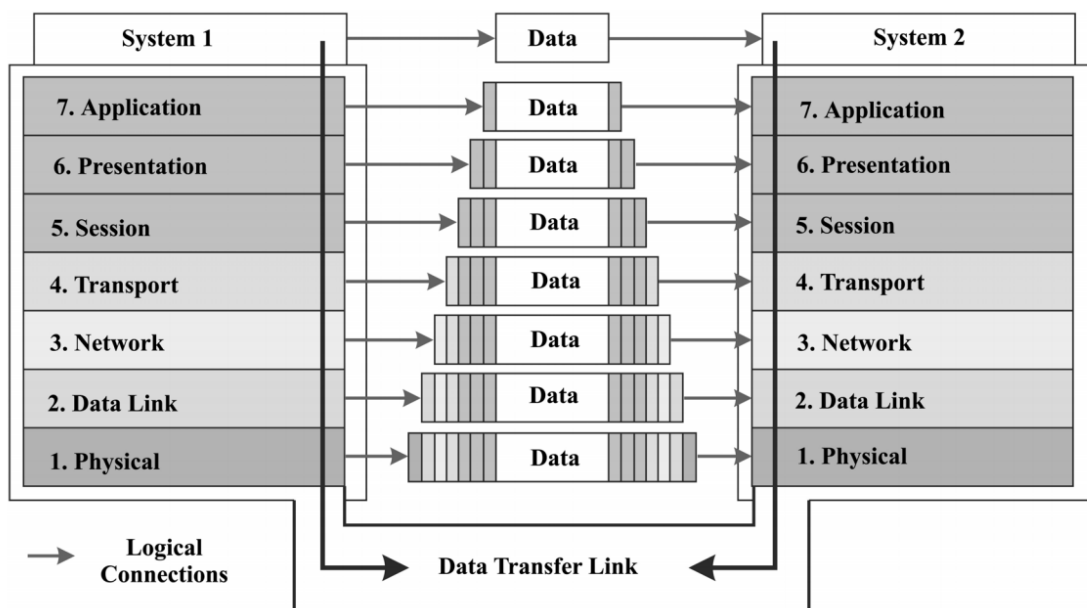 System 1
Data
System 2
7. Application
Data
7. Application
6. Presentation
Data
6. Presentation
5. Session
Data
5. Session
4. Transport
Data
4. Transport
3. Network
Data
3. Network
2. Data Link
Data
2. Data Link
1. Physical
Data
1. Physical
Logical
Connections
Data Transfer Link